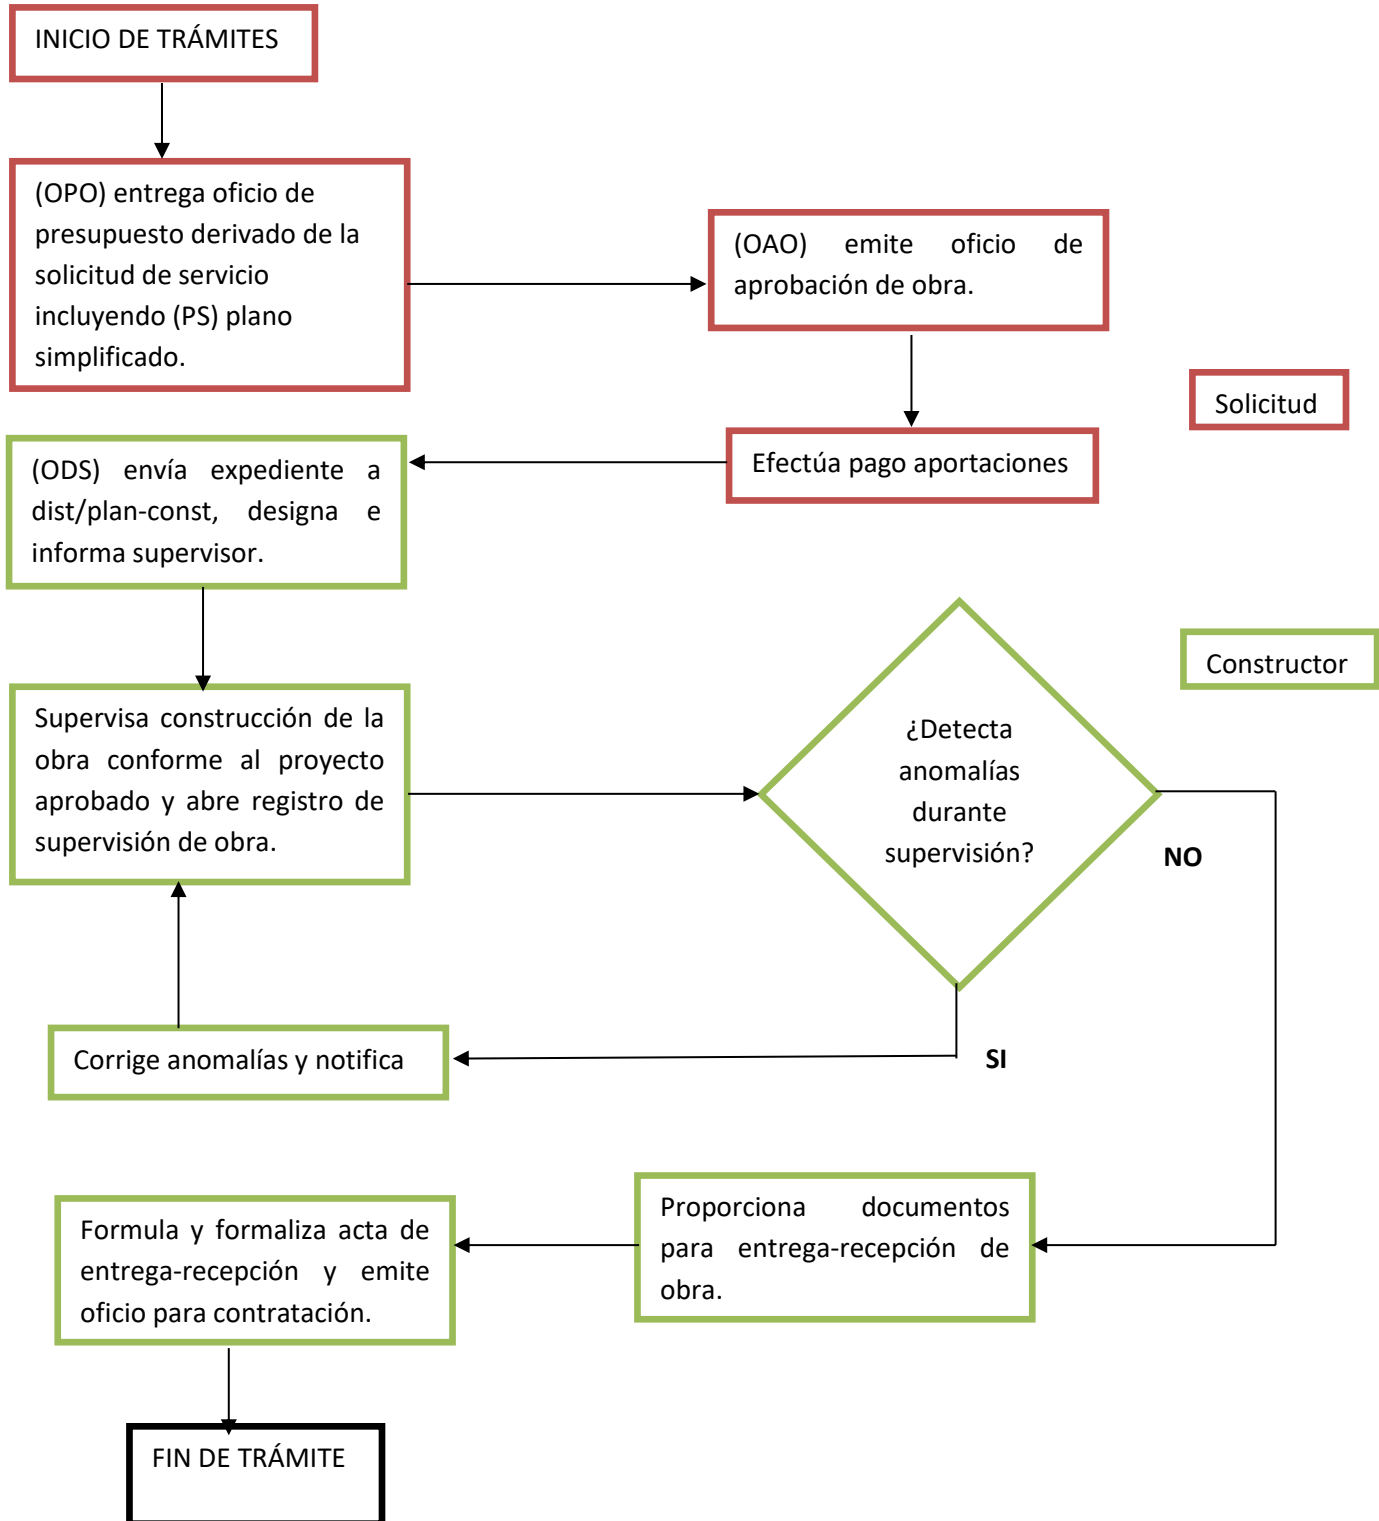 INICIO DE TRÁMITES
(OPO) entrega oficio de
presupuesto derivado de la
solicitud de servicio
incluyendo (PS) plano
simplificado.
(OAO) emite oficio de
aprobación de obra.
Solicitud
Efectúa pago aportaciones
(ODS) envía expediente a
dist/plan-const, designa e
informa supervisor.
Constructor
Supervisa construcción de la
obra conforme al proyecto
aprobado y abre registro de
supervisión de obra.
¿Detecta
anomalías
durante
supervisión?
NO
SI
Corrige anomalías y notifica
Proporciona documentos
para entrega-recepción de
obra.
Formula y formaliza acta de
entrega-recepción y emite
oficio para contratación.
FIN DE TRÁMITE